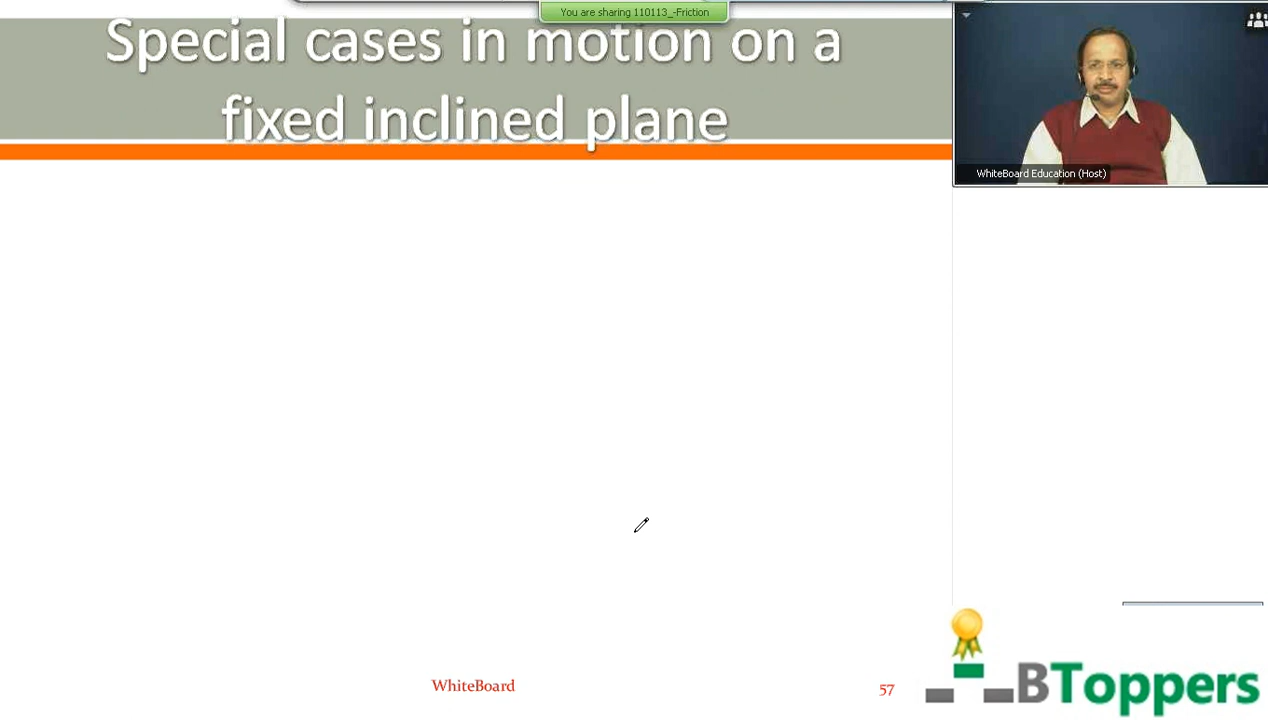 You are sharing 110113_-Friction
Special cases in motion on a
fixed inclined plane
WhiteBoard Education (Host)
WhiteBoard
57
BToppers